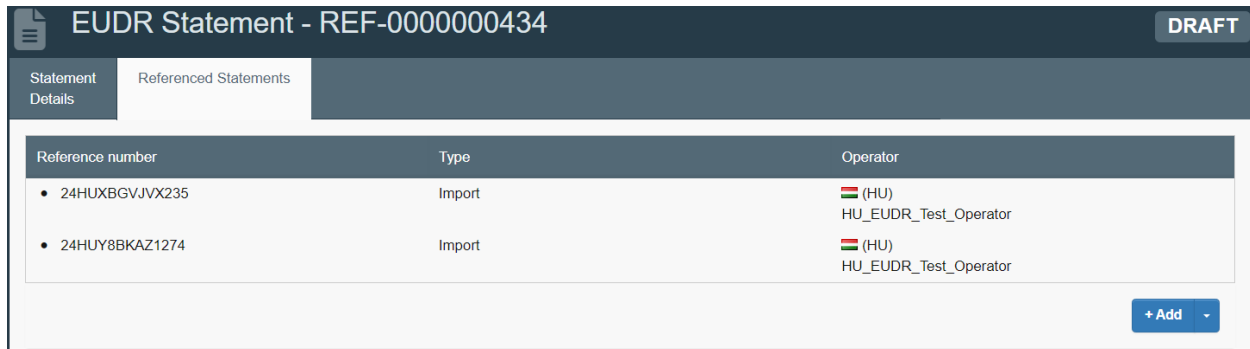 EUDR Statement - REF-0000000434
DRAFT
Statement
Details
Referenced Statements
Reference number Type Operator
24HUXBGVJVX235 Import (HU)
HU_EUDR_Test_Operator
24HUY8BKAZ1274 Import (HU)
HU_EUDR_Test_Operator
+ Add